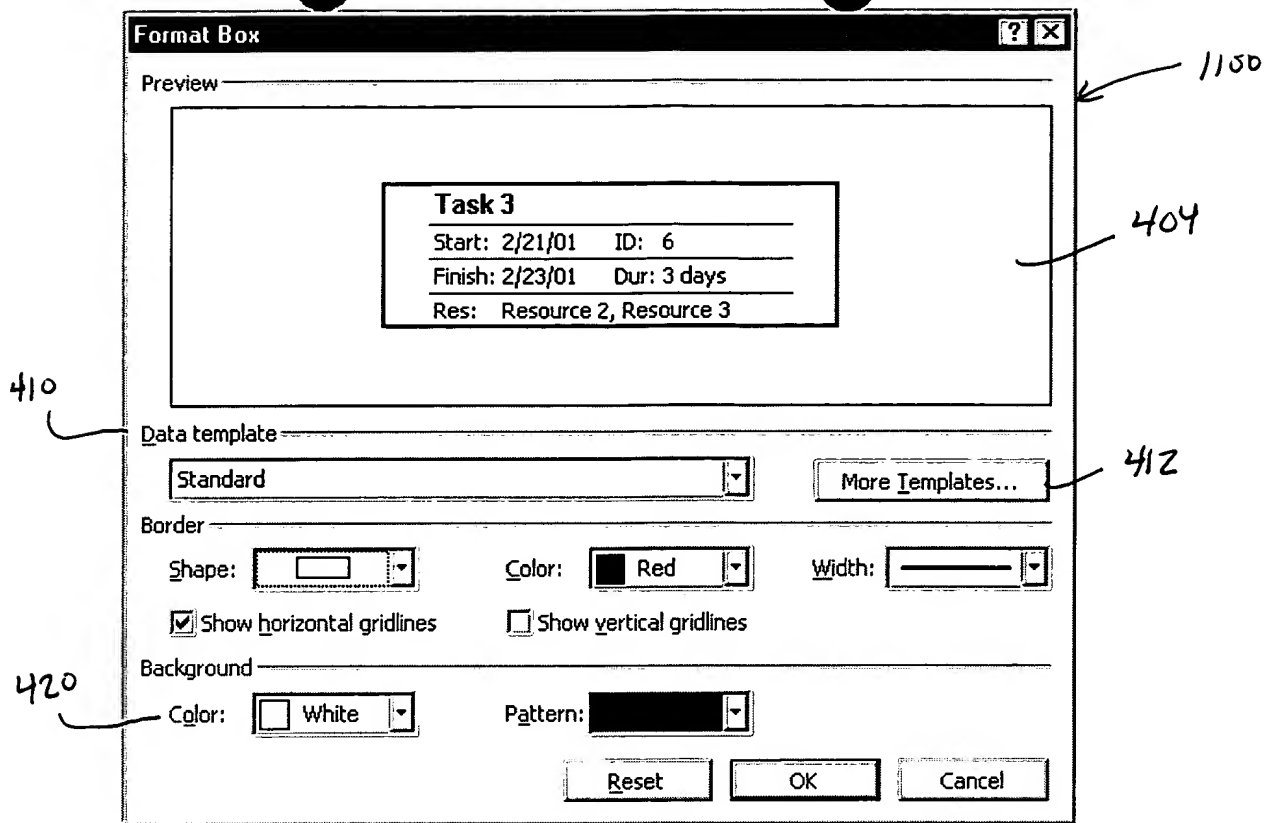 Format Box
1100
Preview
Task 3
Start: 2/21/01 ID: 6
Finish: 2/23/01 Dur: 3 days
Res: Resource 2, Resource 3
404
410
Data template
Standard
More Templates...
412
Border
Shape:
Color: Red
Width:
Show horizontal gridlines
Show vertical gridlines
Background
420
Color: White
Pattern:
Reset
OK
Cancel